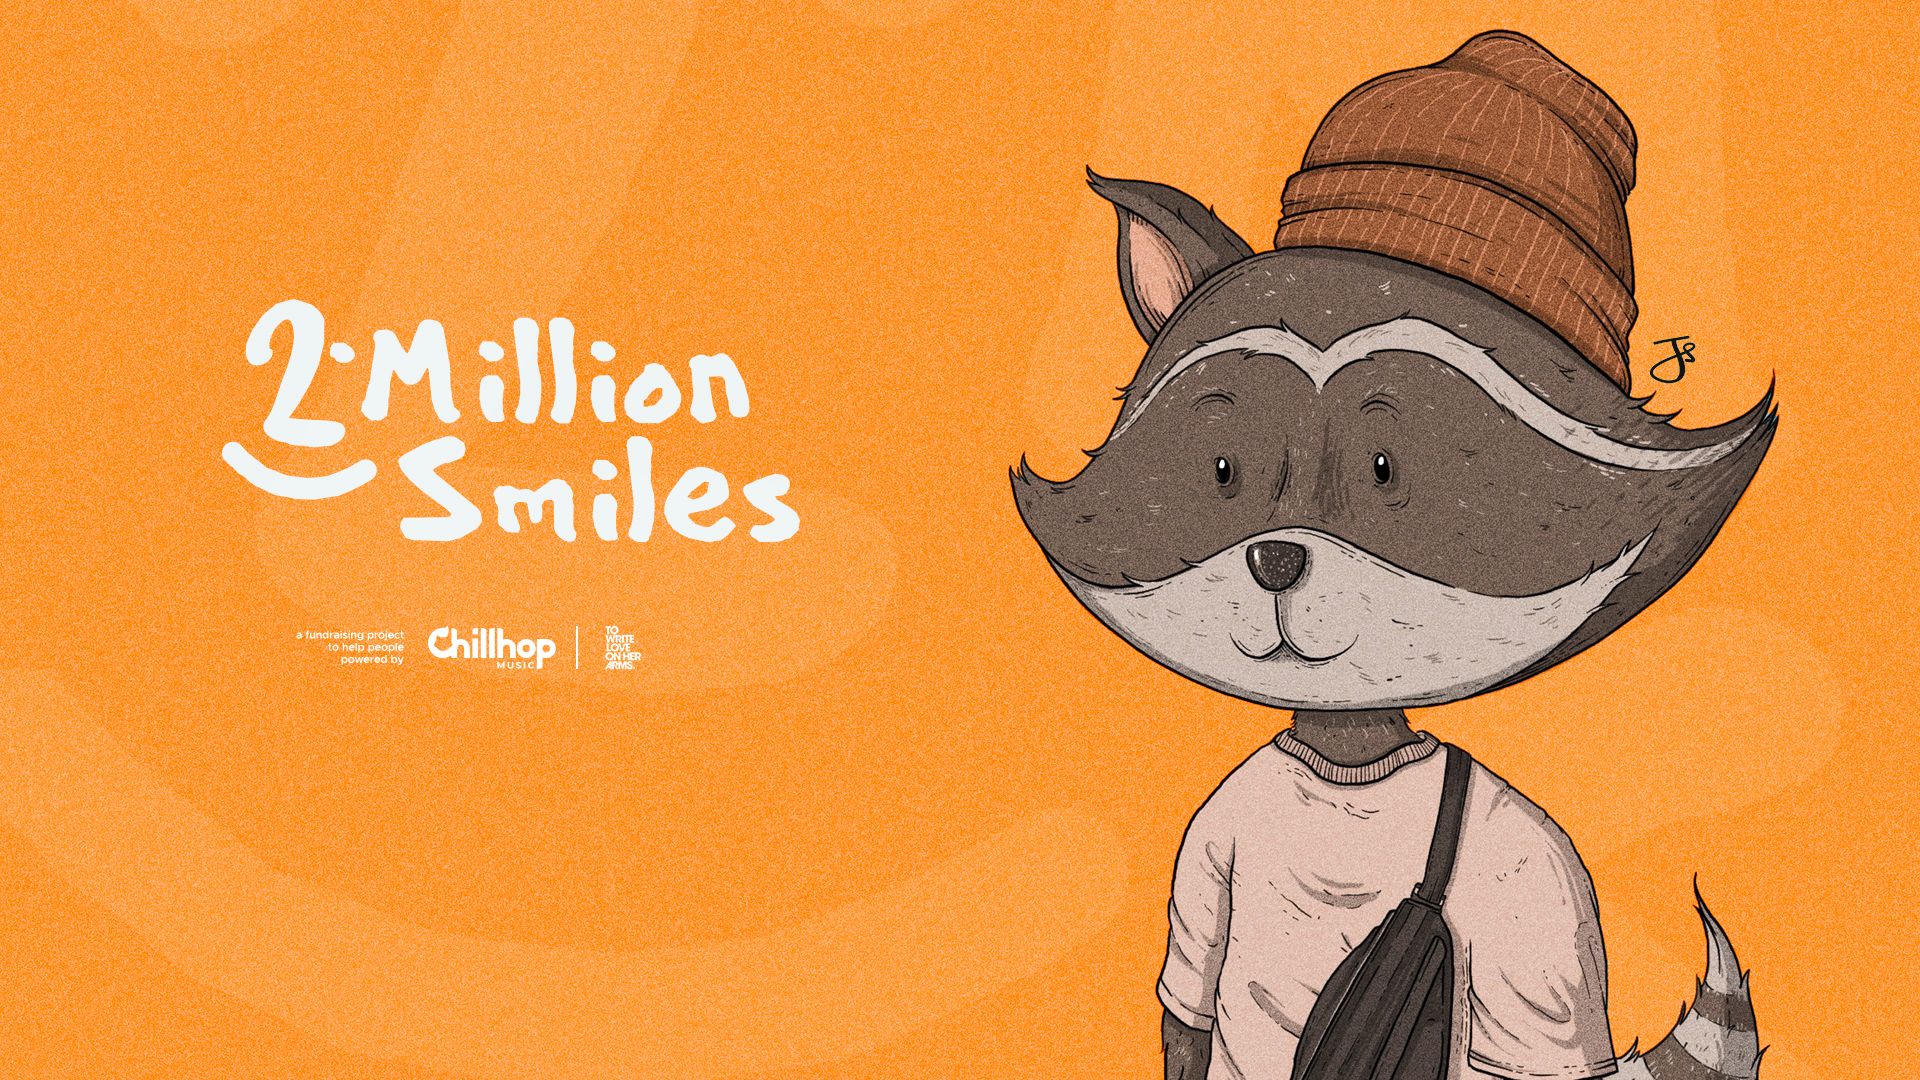 2 Million
Smiles
a fundraising project
to help people
powered by
Chillhop
MUSIC
TO
WRITE
LOVE
ON HER
ARMS.
Js